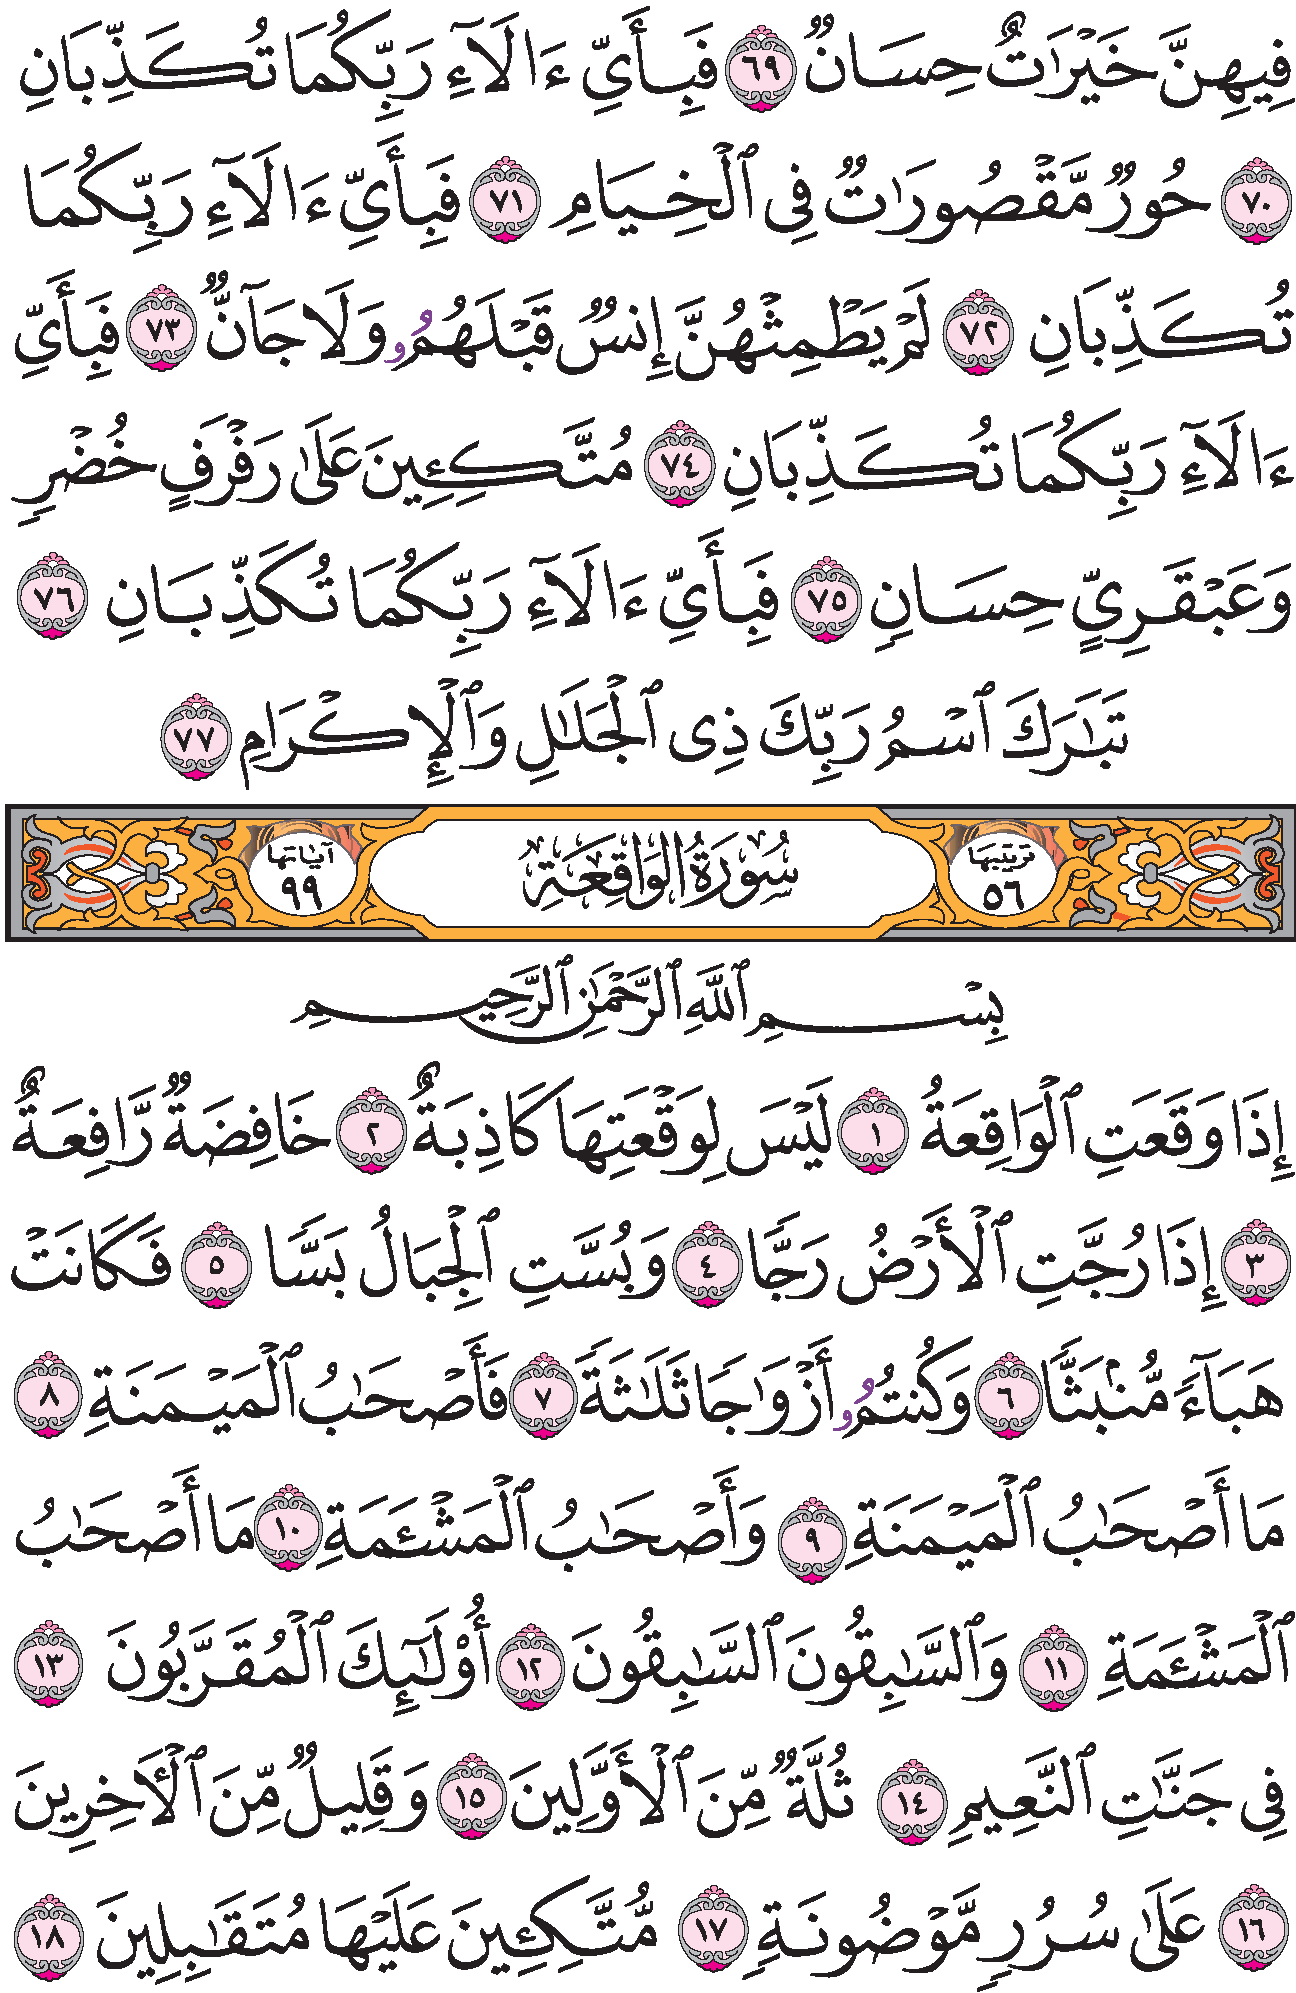 فِيهِنَّ خَيْرَٰتٌ حِسَانٌ ٦٩ فَبِأَيِّ ءَالَآءِ رَبِّكُمَا تُكَذِّبَانِ
٧٠ حُورٌ مَّقْصُورَٰتٌ فِى ٱلْخِيَامِ ٧١ فَبِأَيِّ ءَالَآءِ رَبِّكُمَا
تُكَذِّبَانِ ٧٢ لَمْ يَطْمِثْهُنَّ إِنسٌ قَبْلَهُمُۥ وَلَا جَآنٌّ ٧٣ فَبِأَيِّ
ءَالَآءِ رَبِّكُمَا تُكَذِّبَانِ ٧٤ مُتَّكِـِٔينَ عَلَىٰ رَفْرَفٍ خُضْرٍ
وَعَبْقَرِيٍّ حِسَانٍ ٧٥ فَبِأَيِّ ءَالَآءِ رَبِّكُمَا تُكَذِّبَانِ ٧٦
تَبَٰرَكَ ٱسْمُ رَبِّكَ ذِى ٱلْجَلَٰلِ وَٱلْإِكْرَامِ ٧٧
ترتيبها ٥٦ سُورَةُ الوَاقِعَةِ آياتها ٩٩
بِسْمِ ٱللَّهِ ٱلرَّحْمَٰنِ ٱلرَّحِيمِ
إِذَا وَقَعَتِ ٱلْوَاقِعَةُ ١ لَيْسَ لِوَقْعَتِهَا كَاذِبَةٌ ٢ خَافِضَةٌ رَّافِعَةٌ
٣ إِذَا رُجَّتِ ٱلْأَرْضُ رَجًّا ٤ وَبُسَّتِ ٱلْجِبَالُ بَسًّا ٥ فَكَانَتْ
هَبَآءً مُّنۢبَثًّا ٦ وَكُنتُمُۥ أَزْوَٰجًا ثَلَٰثَةً ٧ فَأَصْحَٰبُ ٱلْمَيْمَنَةِ ٨
مَا أَصْحَٰبُ ٱلْمَيْمَنَةِ ٩ وَأَصْحَٰبُ ٱلْمَشْـَٔمَةِ ١٠ مَا أَصْحَٰبُ
ٱلْمَشْـَٔمَةِ ١١ وَٱلسَّٰبِقُونَ ٱلسَّٰبِقُونَ ١٢ أُوْلَٰٓئِكَ ٱلْمُقَرَّبُونَ ١٣
فِى جَنَّٰتِ ٱلنَّعِيمِ ١٤ ثُلَّةٌ مِّنَ ٱلْأَوَّلِينَ ١٥ وَقَلِيلٌ مِّنَ ٱلْأَخِرِينَ
١٦ عَلَىٰ سُرُرٍ مَّوْضُونَةٍ ١٧ مُّتَّكِـِٔينَ عَلَيْهَا مُتَقَٰبِلِينَ ١٨